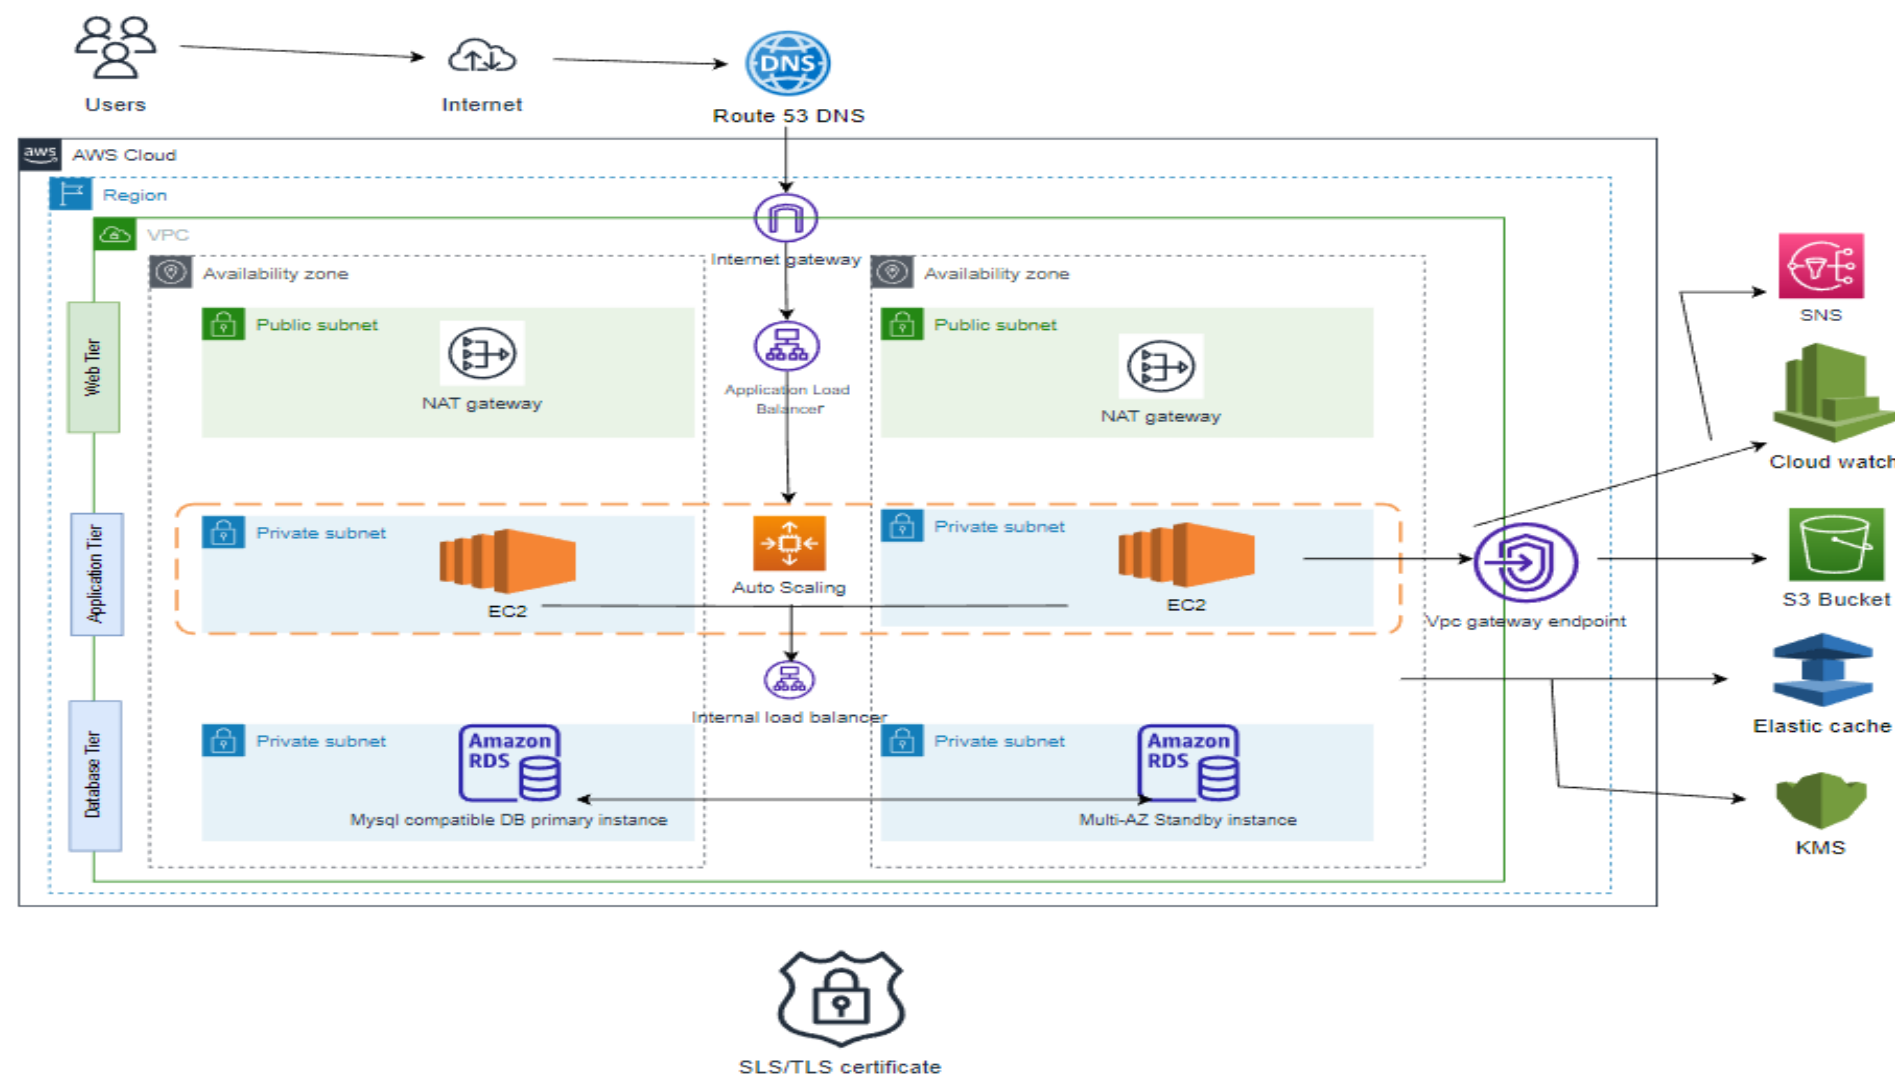 Users
Internet
DNS
Route 53 DNS
aws
AWS Cloud
Region
VPC
Internet gateway
Availability zone
Availability zone
SNS
Web Tier
Public subnet
NAT gateway
Application Load
Balancer
Public subnet
NAT gateway
Cloud watch
Application Tier
Private subnet
EC2
Auto Scaling
Private subnet
EC2
Vpc gateway endpoint
S3 Bucket
Internal load balancer
Elastic cache
Database Tier
Private subnet
Amazon
RDS
Mysql compatible DB primary instance
Private subnet
Amazon
RDS
Multi-AZ Standby instance
KMS
SLS/TLS certificate